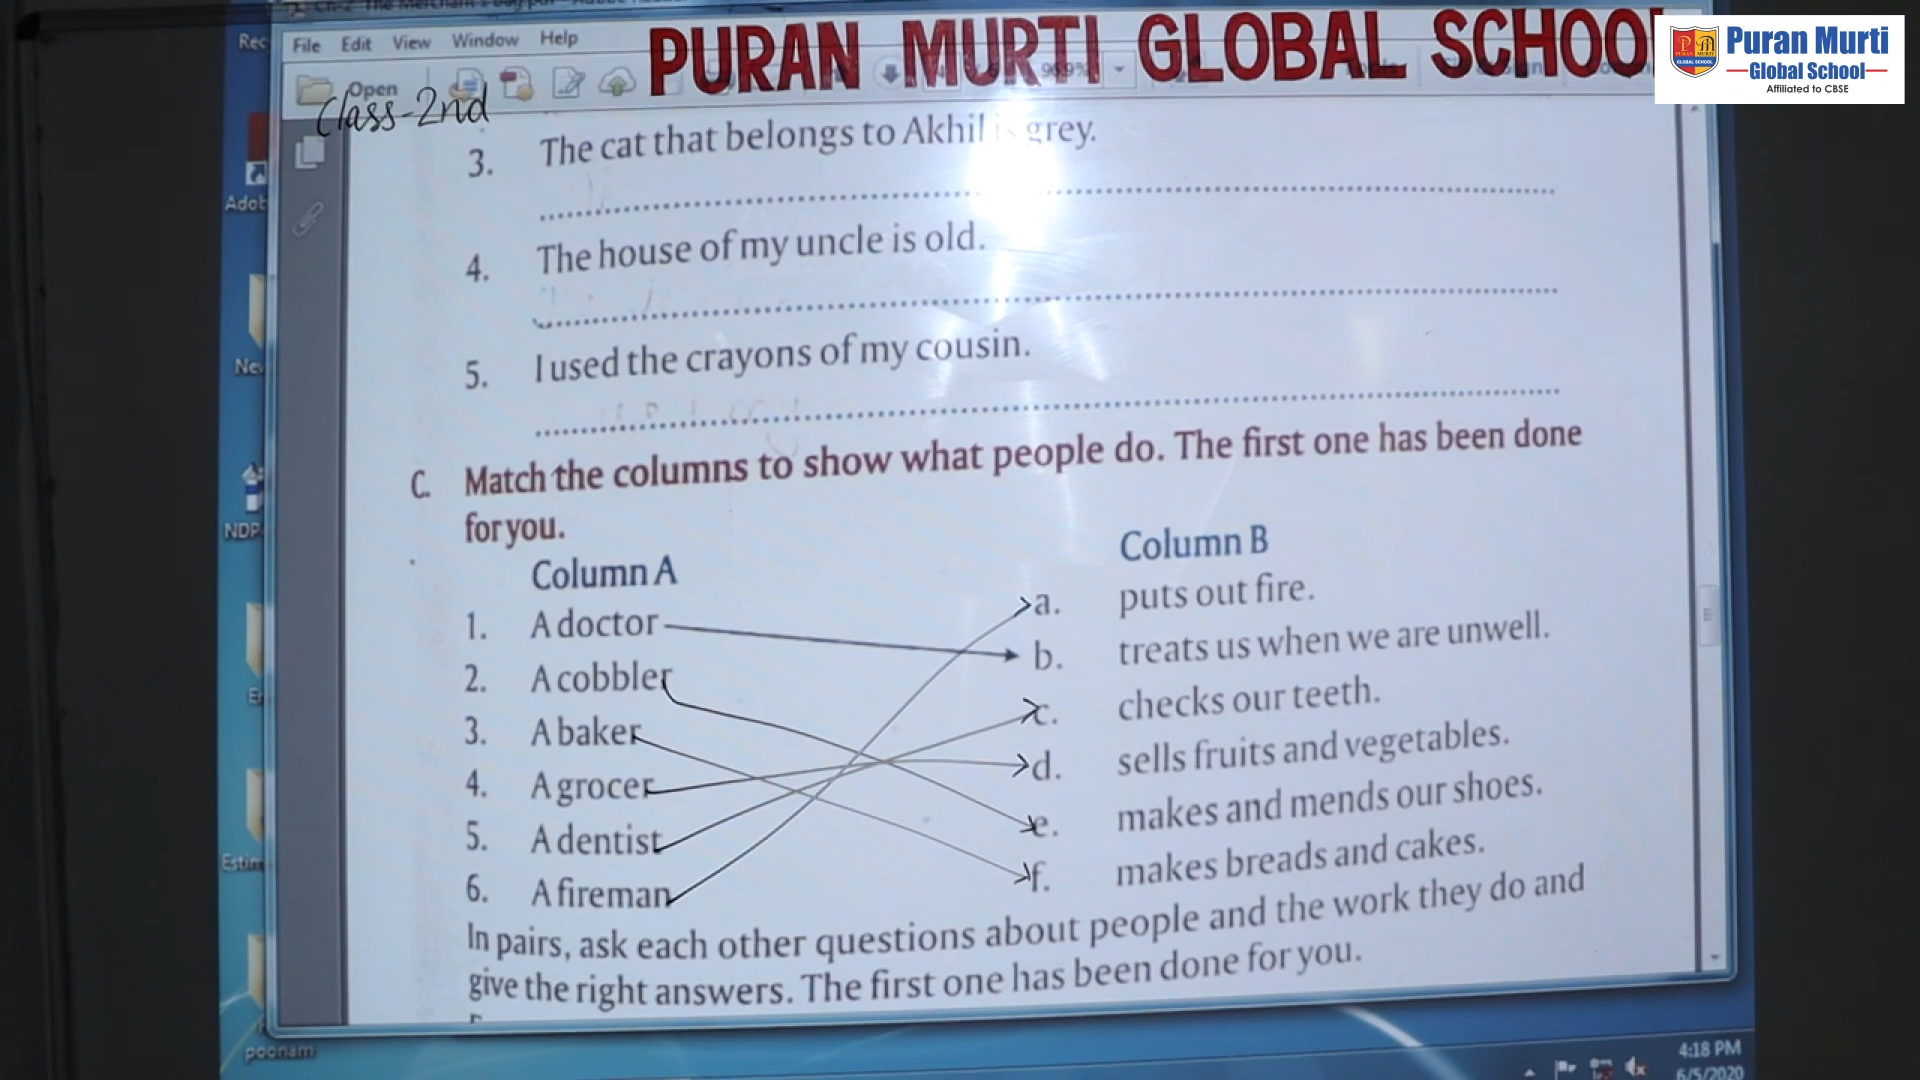 File Edit View Window Help
PURAN MURTI GLOBAL SCHOO
Puran Murti
Global School
Affiliated to CBSE
Open
Class-2nd
3. The cat that belongs to Akhil is grey.
4. The house of my uncle is old.
5. I used the crayons of my cousin.
C. Match the columns to show what people do. The first one has been done
for you.
Column A Column B
1. A doctor a. puts out fire.
2. A cobbler b. treats us when we are unwell.
3. A baker c. checks our teeth.
4. A grocer d. sells fruits and vegetables.
5. A dentist e. makes and mends our shoes.
6. A fireman f. makes breads and cakes.
In pairs, ask each other questions about people and the work they do and
give the right answers. The first one has been done for you.
poonam
4:18 PM
6/5/2020